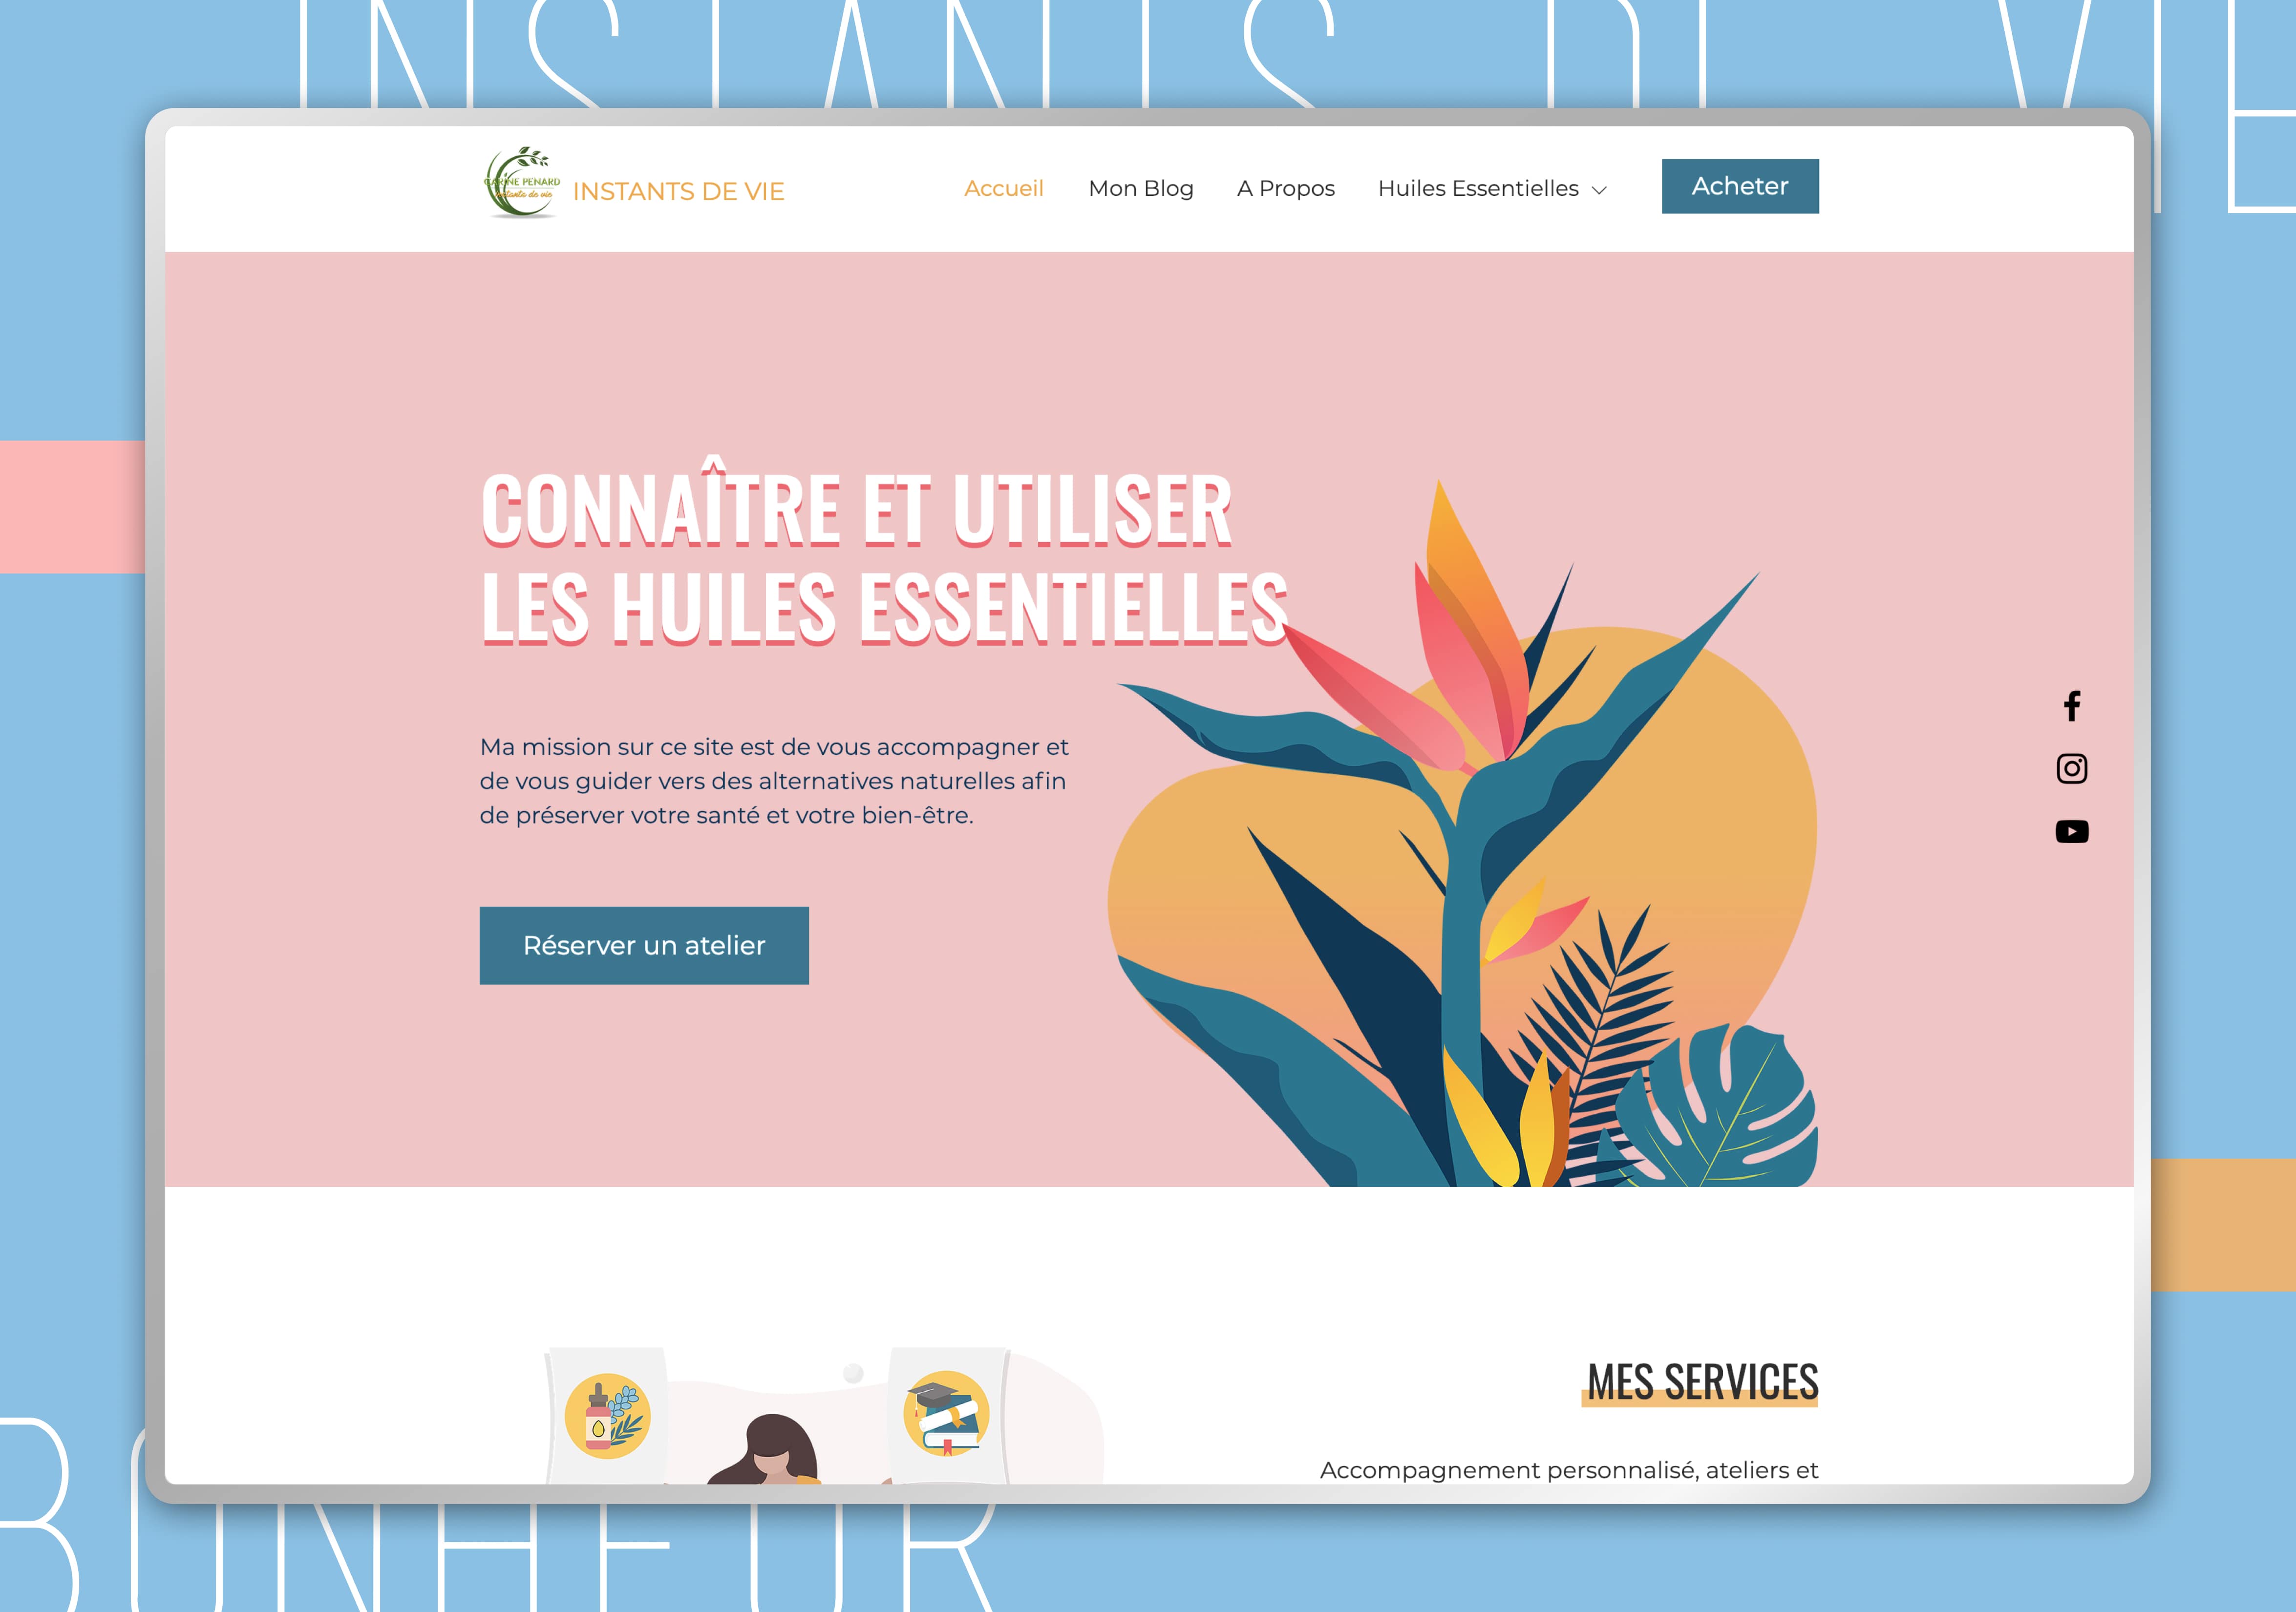 INSTANTS DE VIE
CARINE PENARD
Instants de vie
INSTANTS DE VIE
Accueil
Mon Blog
A Propos
Huiles Essentielles
Acheter
CONNAÎTRE ET UTILISER
LES HUILES ESSENTIELLES
Ma mission sur ce site est de vous accompagner et
de vous guider vers des alternatives naturelles afin
de préserver votre santé et votre bien-être.
Réserver un atelier
MES SERVICES
Accompagnement personnalisé, ateliers et
BONHEUR